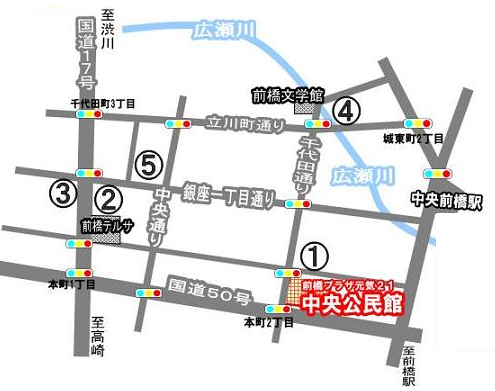 至渋川
国道17号
広瀬川
前橋文学館
④
千代田町3丁目
立川町通り
城東町2丁目
千代田通り
広瀬川
⑤
③
②
中央通り
銀座一丁目通り
中央前橋駅
前橋テルサ
①
本町1丁目
国道50号
前橋プラザ元気21
中央公民館
本町2丁目
至高崎
至前橋駅